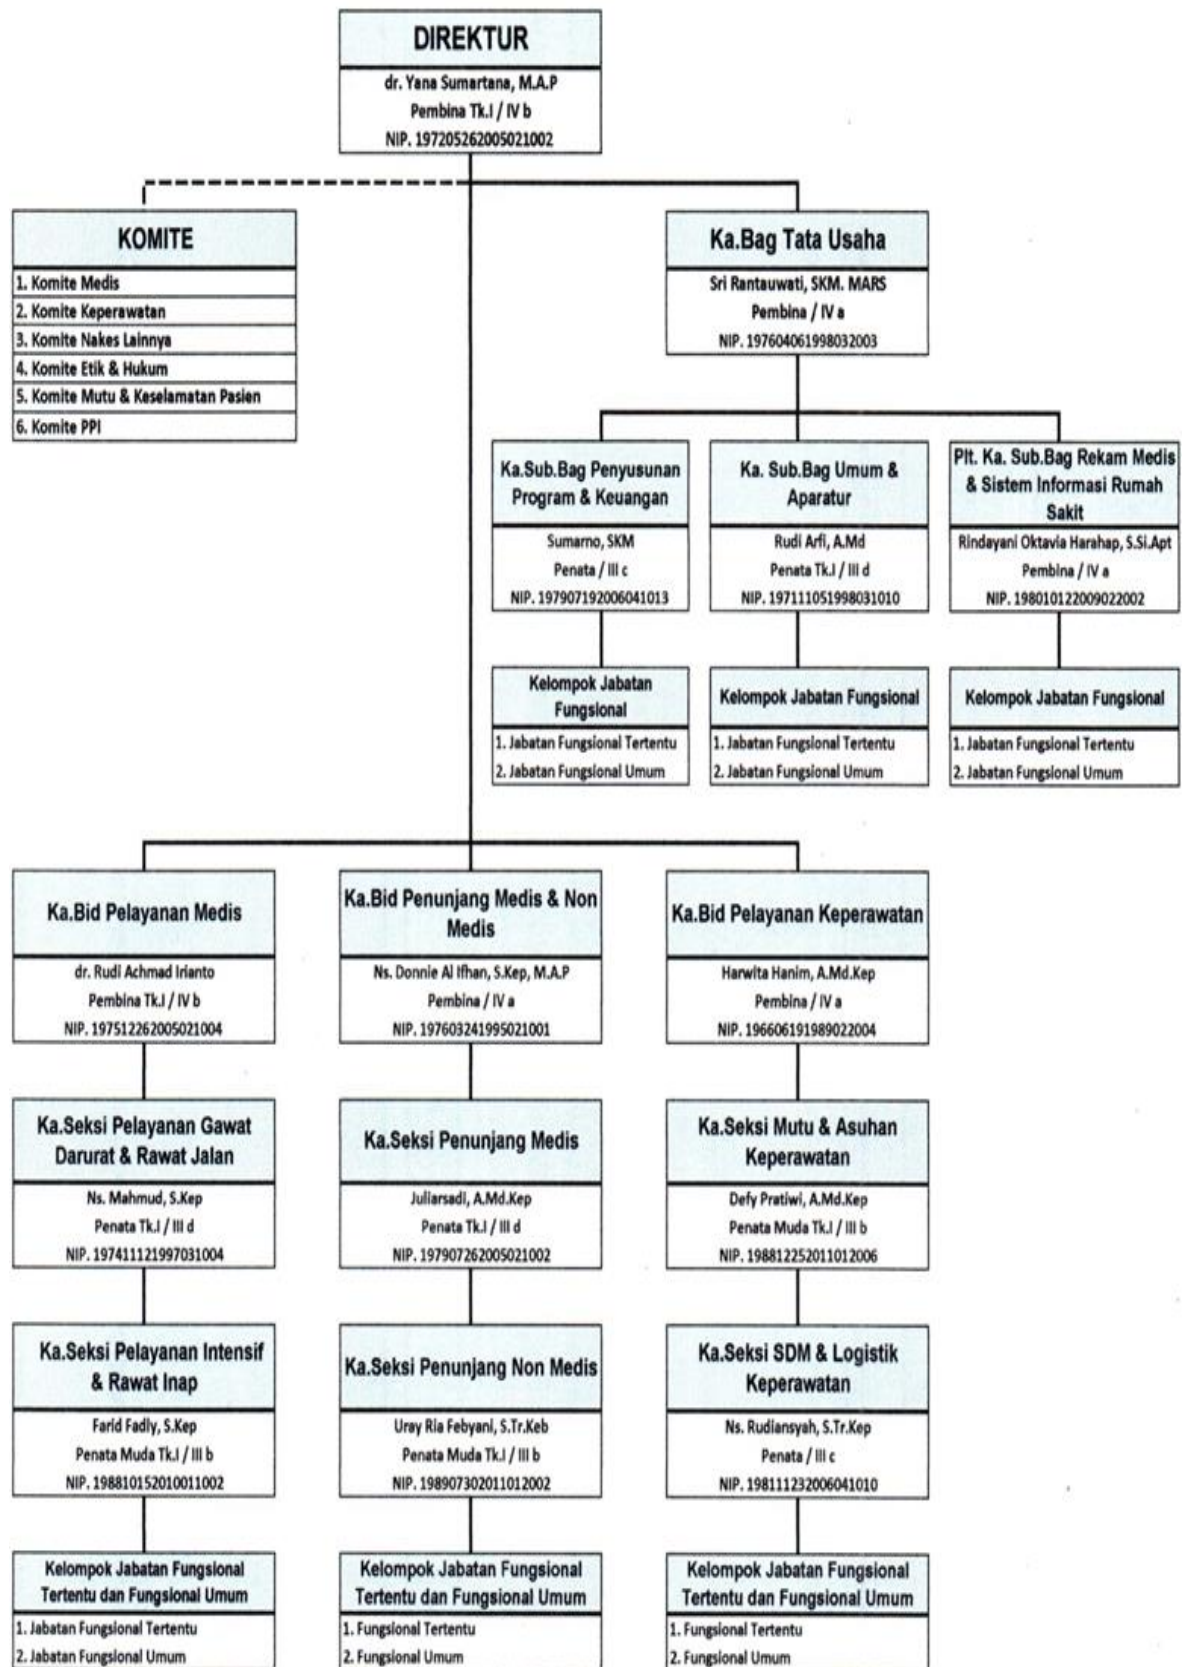 DIREKTUR
dr. Yana Sumartana, M.A.P
Pembina Tk.I / IV b
NIP. 197205262005021002
KOMITE
1. Komite Medis
2. Komite Keperawatan
3. Komite Nakes Lainnya
4. Komite Etik & Hukum
5. Komite Mutu & Keselamatan Pasien
6. Komite PPI
Ka.Bag Tata Usaha
Sri Rantauwati, SKM. MARS
Pembina / IV a
NIP. 197604061998032003
Ka.Sub.Bag Penyusunan
Program & Keuangan
Sumarno, SKM
Penata / III c
NIP. 197907192006041013
Ka. Sub.Bag Umum &
Aparatur
Rudi Arfi, A.Md
Penata Tk.I / III d
NIP. 197111051998031010
Plt. Ka. Sub.Bag Rekam Medis
& Sistem Informasi Rumah
Sakit
Rindayani Oktavia Harahap, S.Si.Apt
Pembina / IV a
NIP. 198010122009022002
Kelompok Jabatan
Fungsional
1. Jabatan Fungsional Tertentu
2. Jabatan Fungsional Umum
Kelompok Jabatan Fungsional
1. Jabatan Fungsional Tertentu
2. Jabatan Fungsional Umum
Kelompok Jabatan Fungsional
1. Jabatan Fungsional Tertentu
2. Jabatan Fungsional Umum
Ka.Bid Pelayanan Medis
dr. Rudi Achmad Irianto
Pembina Tk.I / IV b
NIP. 197512262005021004
Ka.Bid Penunjang Medis & Non
Medis
Ns. Donnie Al Ifhan, S.Kep, M.A.P
Pembina / IV a
NIP. 197603241995021001
Ka.Bid Pelayanan Keperawatan
Harwita Hanim, A.Md.Kep
Pembina / IV a
NIP. 196606191989022004
Ka.Seksi Pelayanan Gawat
Darurat & Rawat Jalan
Ns. Mahmud, S.Kep
Penata Tk.I / III d
NIP. 197411121997031004
Ka.Seksi Penunjang Medis
Juliarsadi, A.Md.Kep
Penata Tk.I / III d
NIP. 197907262005021002
Ka.Seksi Mutu & Asuhan
Keperawatan
Defy Pratiwi, A.Md.Kep
Penata Muda Tk.I / III b
NIP. 198812252011012006
Ka.Seksi Pelayanan Intensif
& Rawat Inap
Farid Fadly, S.Kep
Penata Muda Tk.I / III b
NIP. 198810152010011002
Ka.Seksi Penunjang Non Medis
Uray Ria Febyani, S.Tr.Keb
Penata Muda Tk.I / III b
NIP. 198907302011012002
Ka.Seksi SDM & Logistik
Keperawatan
Ns. Rudiansyah, S.Tr.Kep
Penata / III c
NIP. 198111232006041010
Kelompok Jabatan Fungsional
Tertentu dan Fungsional Umum
1. Jabatan Fungsional Tertentu
2. Jabatan Fungsional Umum
Kelompok Jabatan Fungsional
Tertentu dan Fungsional Umum
1. Fungsional Tertentu
2. Fungsional Umum
Kelompok Jabatan Fungsional
Tertentu dan Fungsional Umum
1. Fungsional Tertentu
2. Fungsional Umum